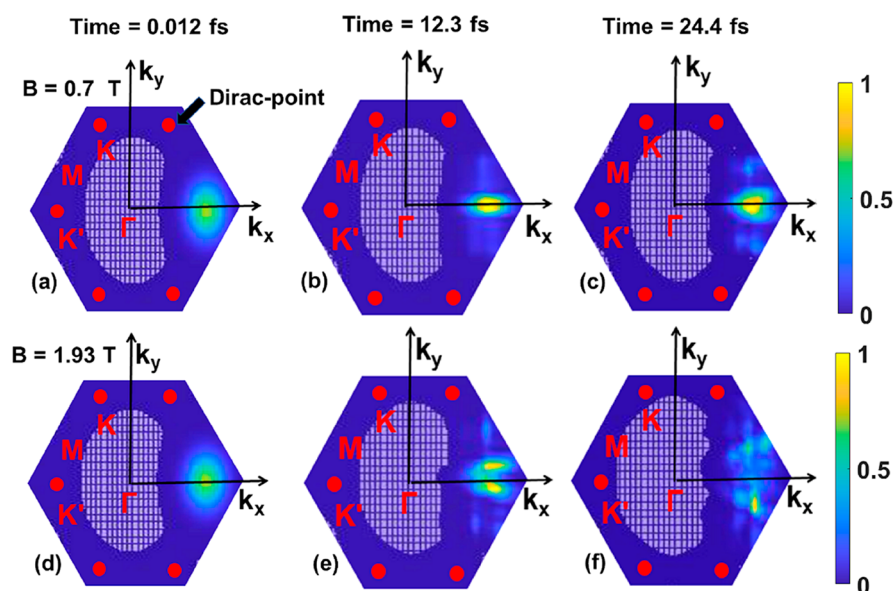 Time = 0.012 fs
Time = 12.3 fs
Time = 24.4 fs
B = 0.7 T
ky
Dirac-point
K
M
K'
Γ
kx
(a)
ky
K
M
K'
Γ
kx
(b)
ky
K
M
K'
Γ
kx
(c)
1
0.5
0
B = 1.93 T
ky
K
M
K'
Γ
kx
(d)
ky
K
M
K'
Γ
kx
(e)
ky
K
M
K'
Γ
kx
(f)
1
0.5
0